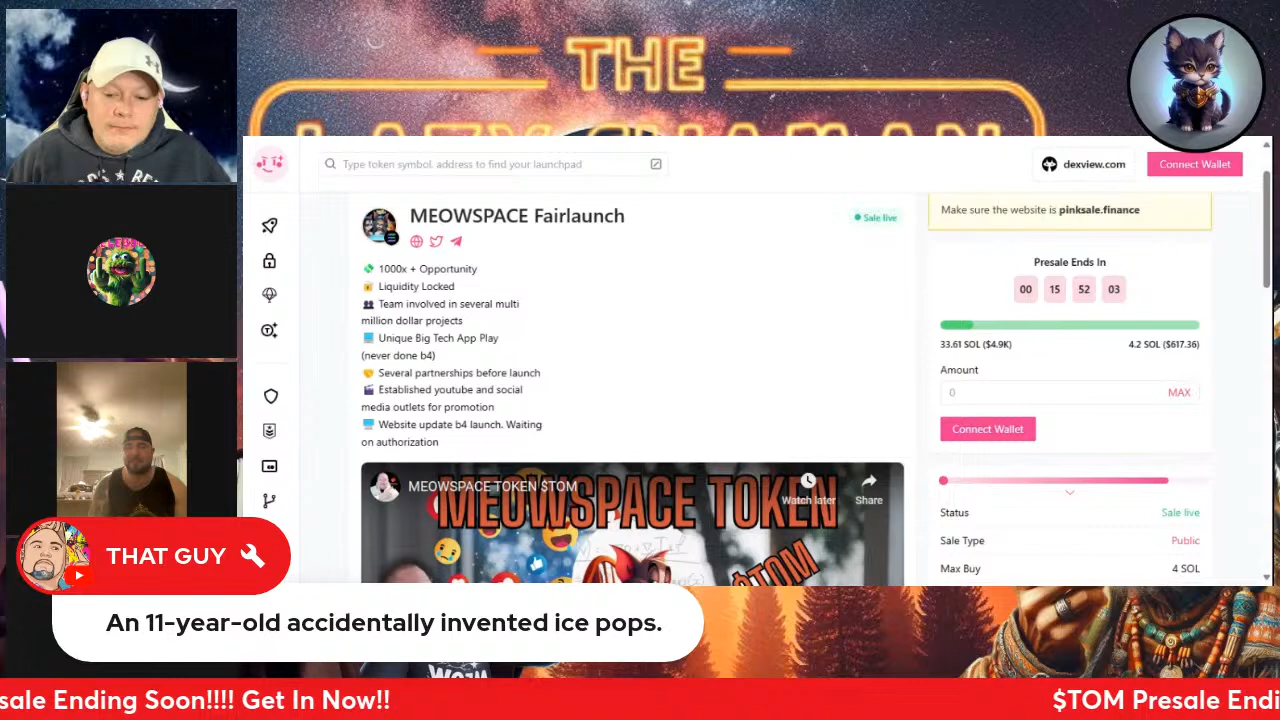 THE
LAZY SHAMAN
Type token symbol. address to find your launchpad
dexview.com
Connect Wallet
MEOWSPACE Fairlaunch
Sale live
1000x + Opportunity
Liquidity Locked
Team involved in several multi
million dollar projects
Unique Big Tech App Play
(never done b4)
Several partnerships before launch
Established youtube and social
media outlets for promotion
Website update b4 launch. Waiting
on authorization
MEOWSPACE TOKEN $TOM
Watch later
Share
MEOWSPACE TOKEN
$TOM
Make sure the website is pinksale.finance
Presale Ends In
00 15 52 03
33.61 SOL ($4.9K) 4.2 SOL ($617.36)
Amount
0 MAX
Connect Wallet
Status Sale live
Sale Type Public
Max Buy 4 SOL
THAT GUY
An 11-year-old accidentally invented ice pops.
sale Ending Soon!!!! Get In Now!! $TOM Presale Endi